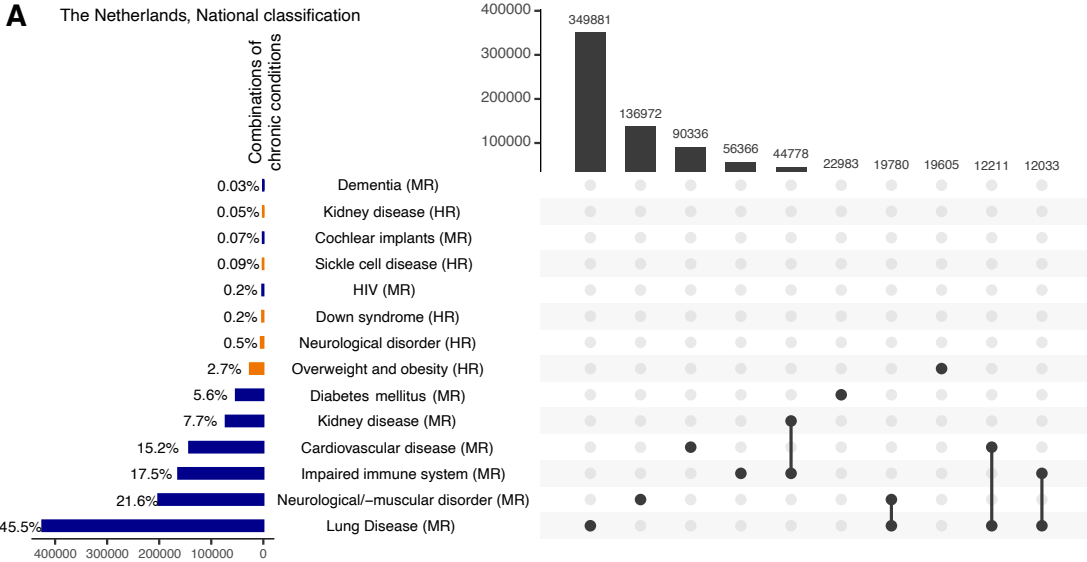 A
The Netherlands, National classification
Combinations of
chronic conditions
400000
300000
200000
100000
349881
136972
90336
56366
44778
22983
19780
19605
12211
12033
0.03% Dementia (MR)
0.05% Kidney disease (HR)
0.07% Cochlear implants (MR)
0.09% Sickle cell disease (HR)
0.2% HIV (MR)
0.2% Down syndrome (HR)
0.5% Neurological disorder (HR)
2.7% Overweight and obesity (HR)
5.6% Diabetes mellitus (MR)
7.7% Kidney disease (MR)
15.2% Cardiovascular disease (MR)
17.5% Impaired immune system (MR)
21.6% Neurological/−muscular disorder (MR)
45.5% Lung Disease (MR)
400000 300000 200000 100000 0